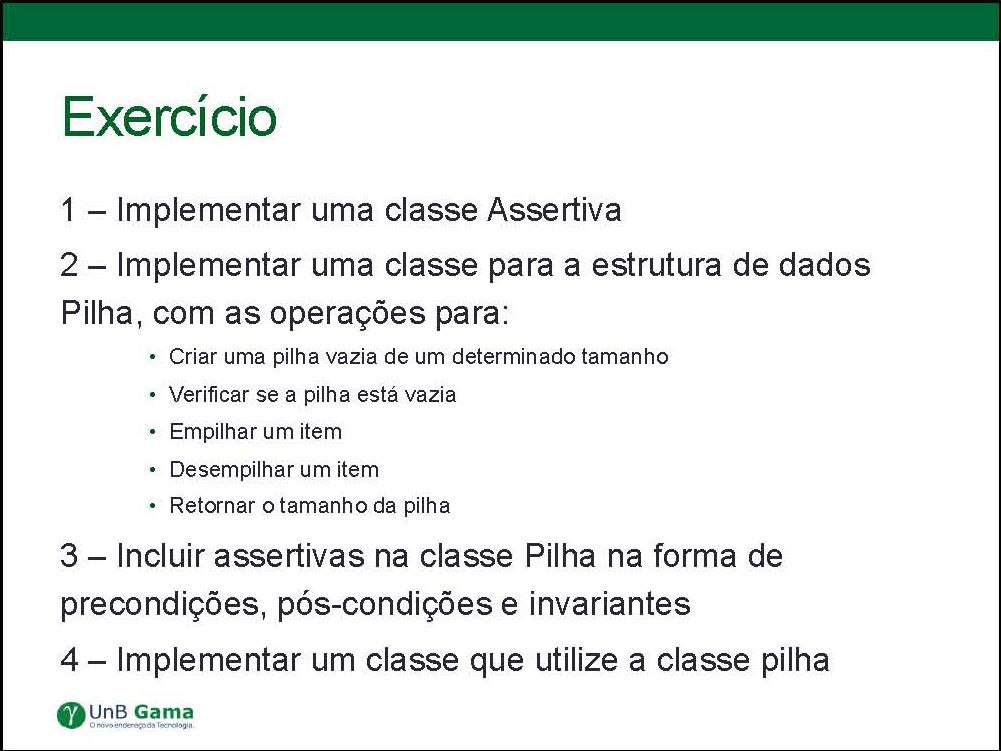 Exercício
1 – Implementar uma classe Assertiva
2 – Implementar uma classe para a estrutura de dados
Pilha, com as operações para:
• Criar uma pilha vazia de um determinado tamanho
• Verificar se a pilha está vazia
• Empilhar um item
• Desempilhar um item
• Retornar o tamanho da pilha
3 – Incluir assertivas na classe Pilha na forma de
precondições, pós-condições e invariantes
4 – Implementar um classe que utilize a classe pilha
γ UnB Gama
O novo endereço da Tecnologia.